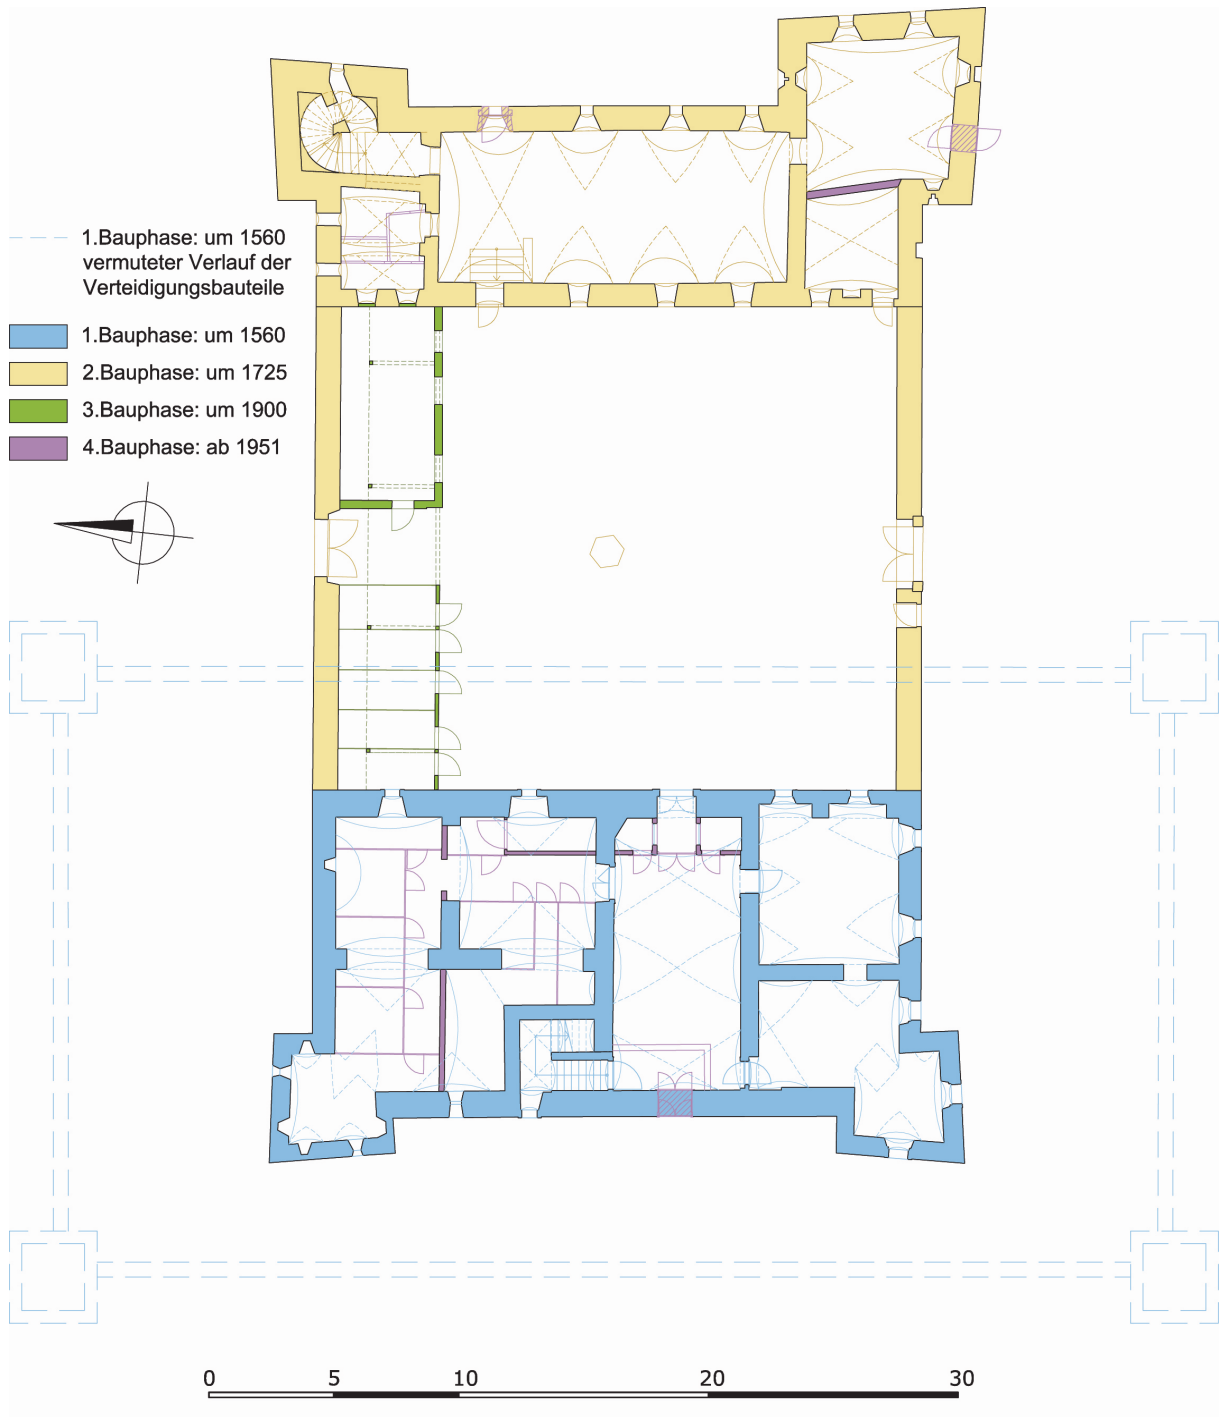 1.Bauphase: um 1560
vermuteter Verlauf der
Verteidigungsbauteile
1.Bauphase: um 1560
2.Bauphase: um 1725
3.Bauphase: um 1900
4.Bauphase: ab 1951
0 5 10 20 30